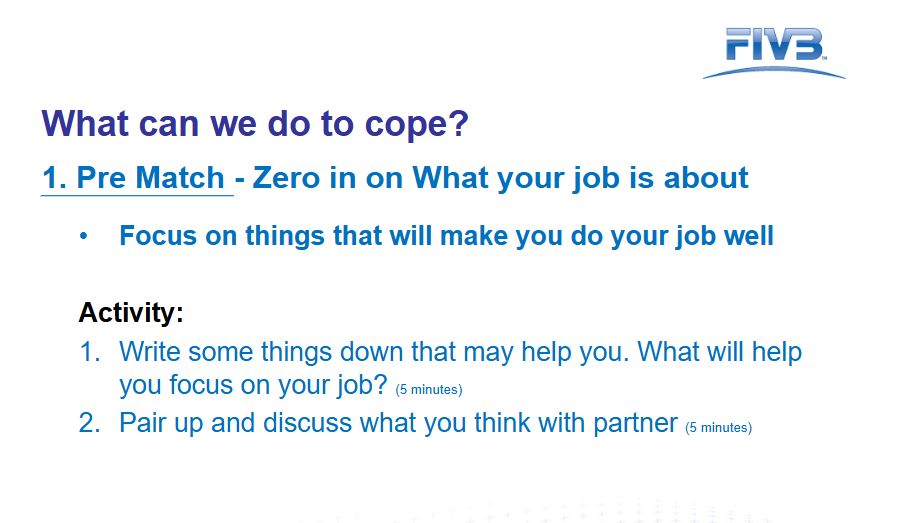 FIVB™
What can we do to cope?
1. Pre Match - Zero in on What your job is about
• Focus on things that will make you do your job well
Activity:
1. Write some things down that may help you. What will help
you focus on your job? (5 minutes)
2. Pair up and discuss what you think with partner (5 minutes)